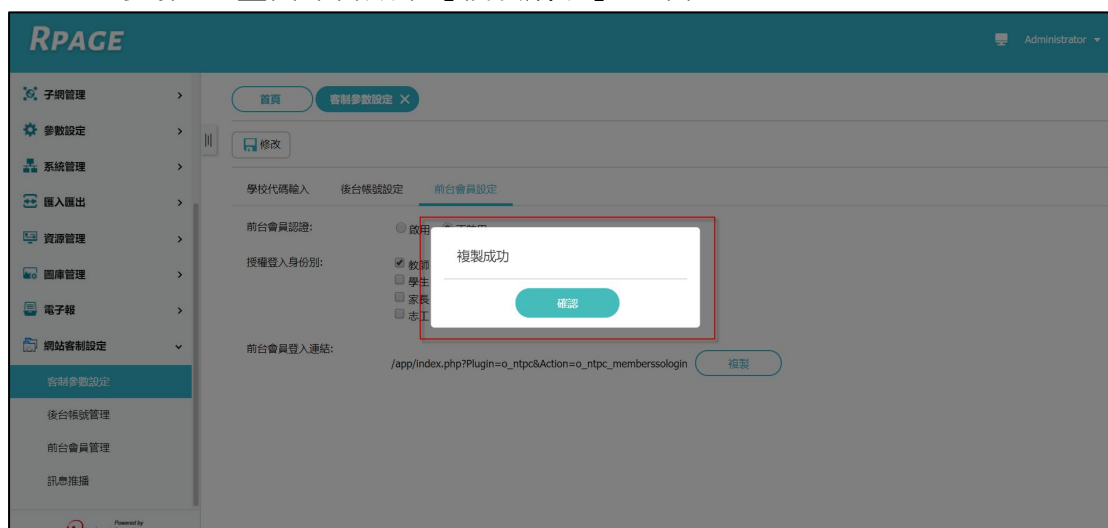 RPAGE
Administrator
子網管理
參數設定
系統管理
匯入匯出
資源管理
圖庫管理
電子報
網站客制設定
客制參數設定
後台帳號管理
前台會員管理
訊息推播
Powered by
首頁
客制參數設定
修改
學校代碼輸入 後台帳號設定 前台會員設定
前台會員認證: 啟用
授權登入身份別: 教師
學生
家長
志工
複製成功
確認
前台會員登入連結:
/app/index.php?Plugin=o_ntpc&Action=o_ntpc_memberssologin 複製